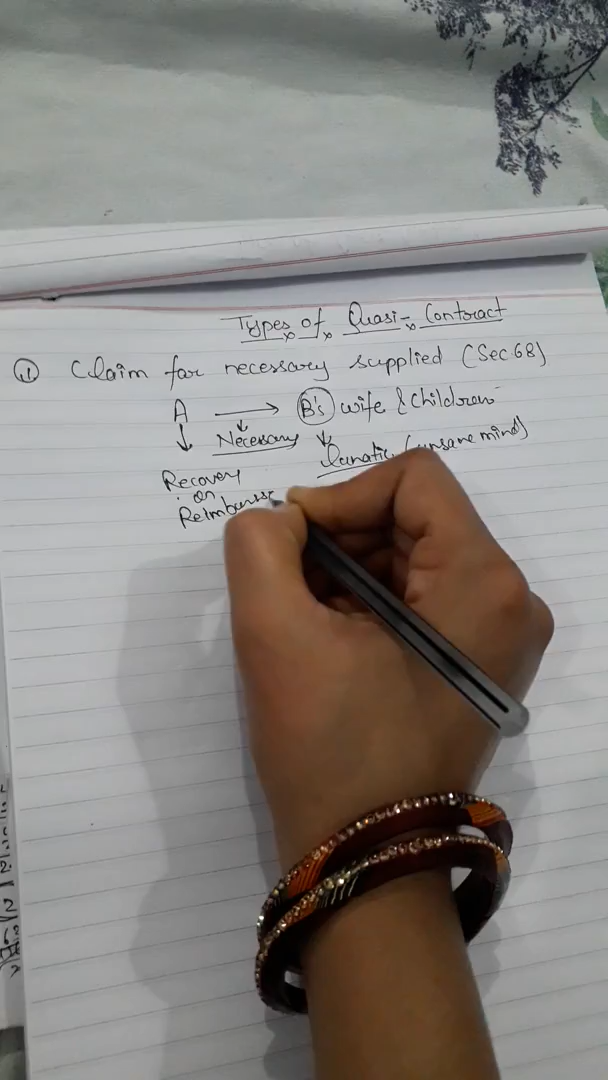 Types of Quasi-Contract
(1) Claim for necessary supplied (Sec 68)
A → B's wife & Children
Necessary
Lunatic (unsane mind)
Recovery
or
Reimburse